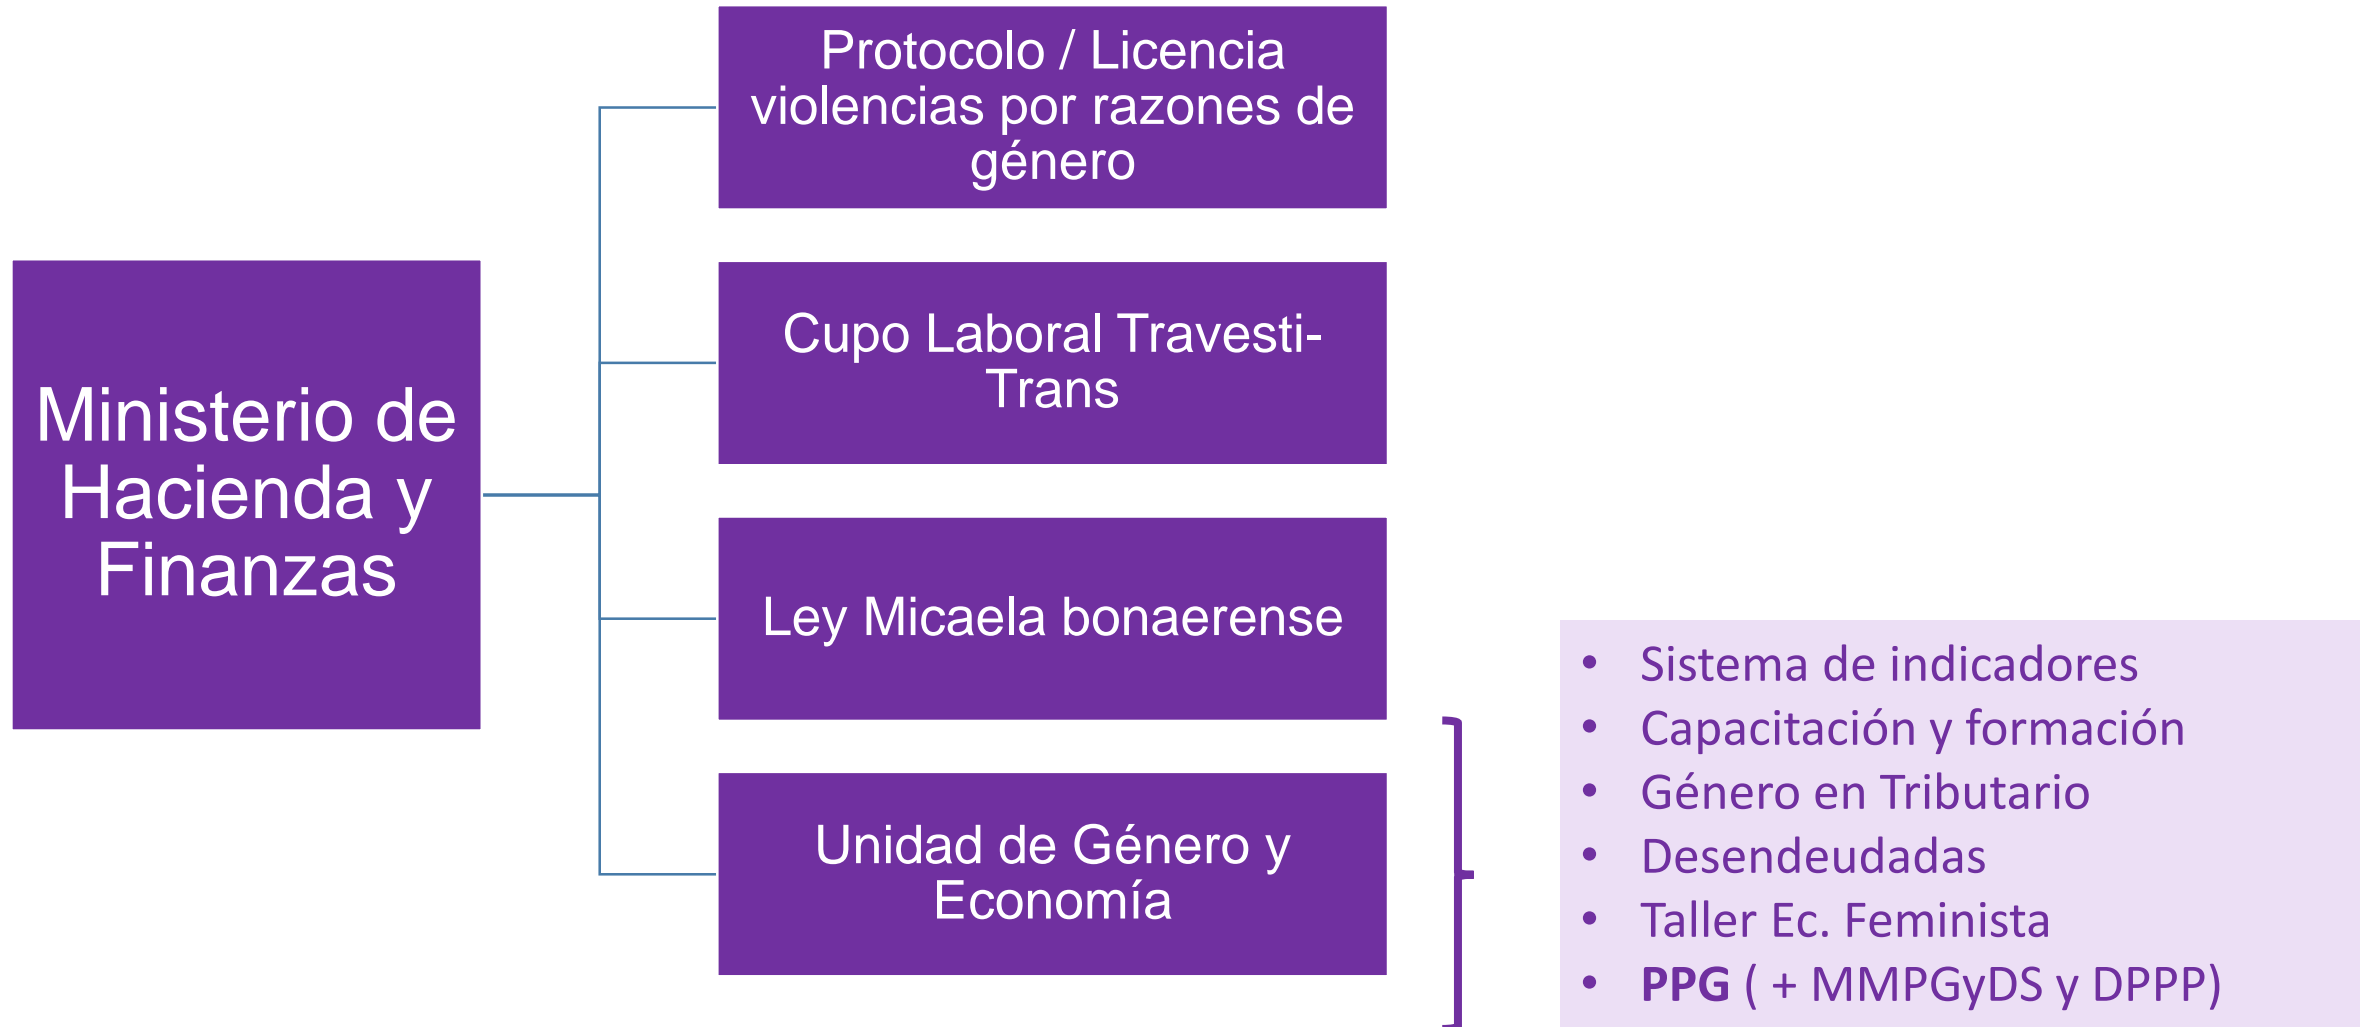 Ministerio de
Hacienda y
Finanzas
Protocolo / Licencia
violencias por razones de
género
Cupo Laboral Travesti-
Trans
Ley Micaela bonaerense
Unidad de Género y
Economía
• Sistema de indicadores
• Capacitación y formación
• Género en Tributario
• Desendeudadas
• Taller Ec. Feminista
• PPG ( + MMPGyDS y DPPP)